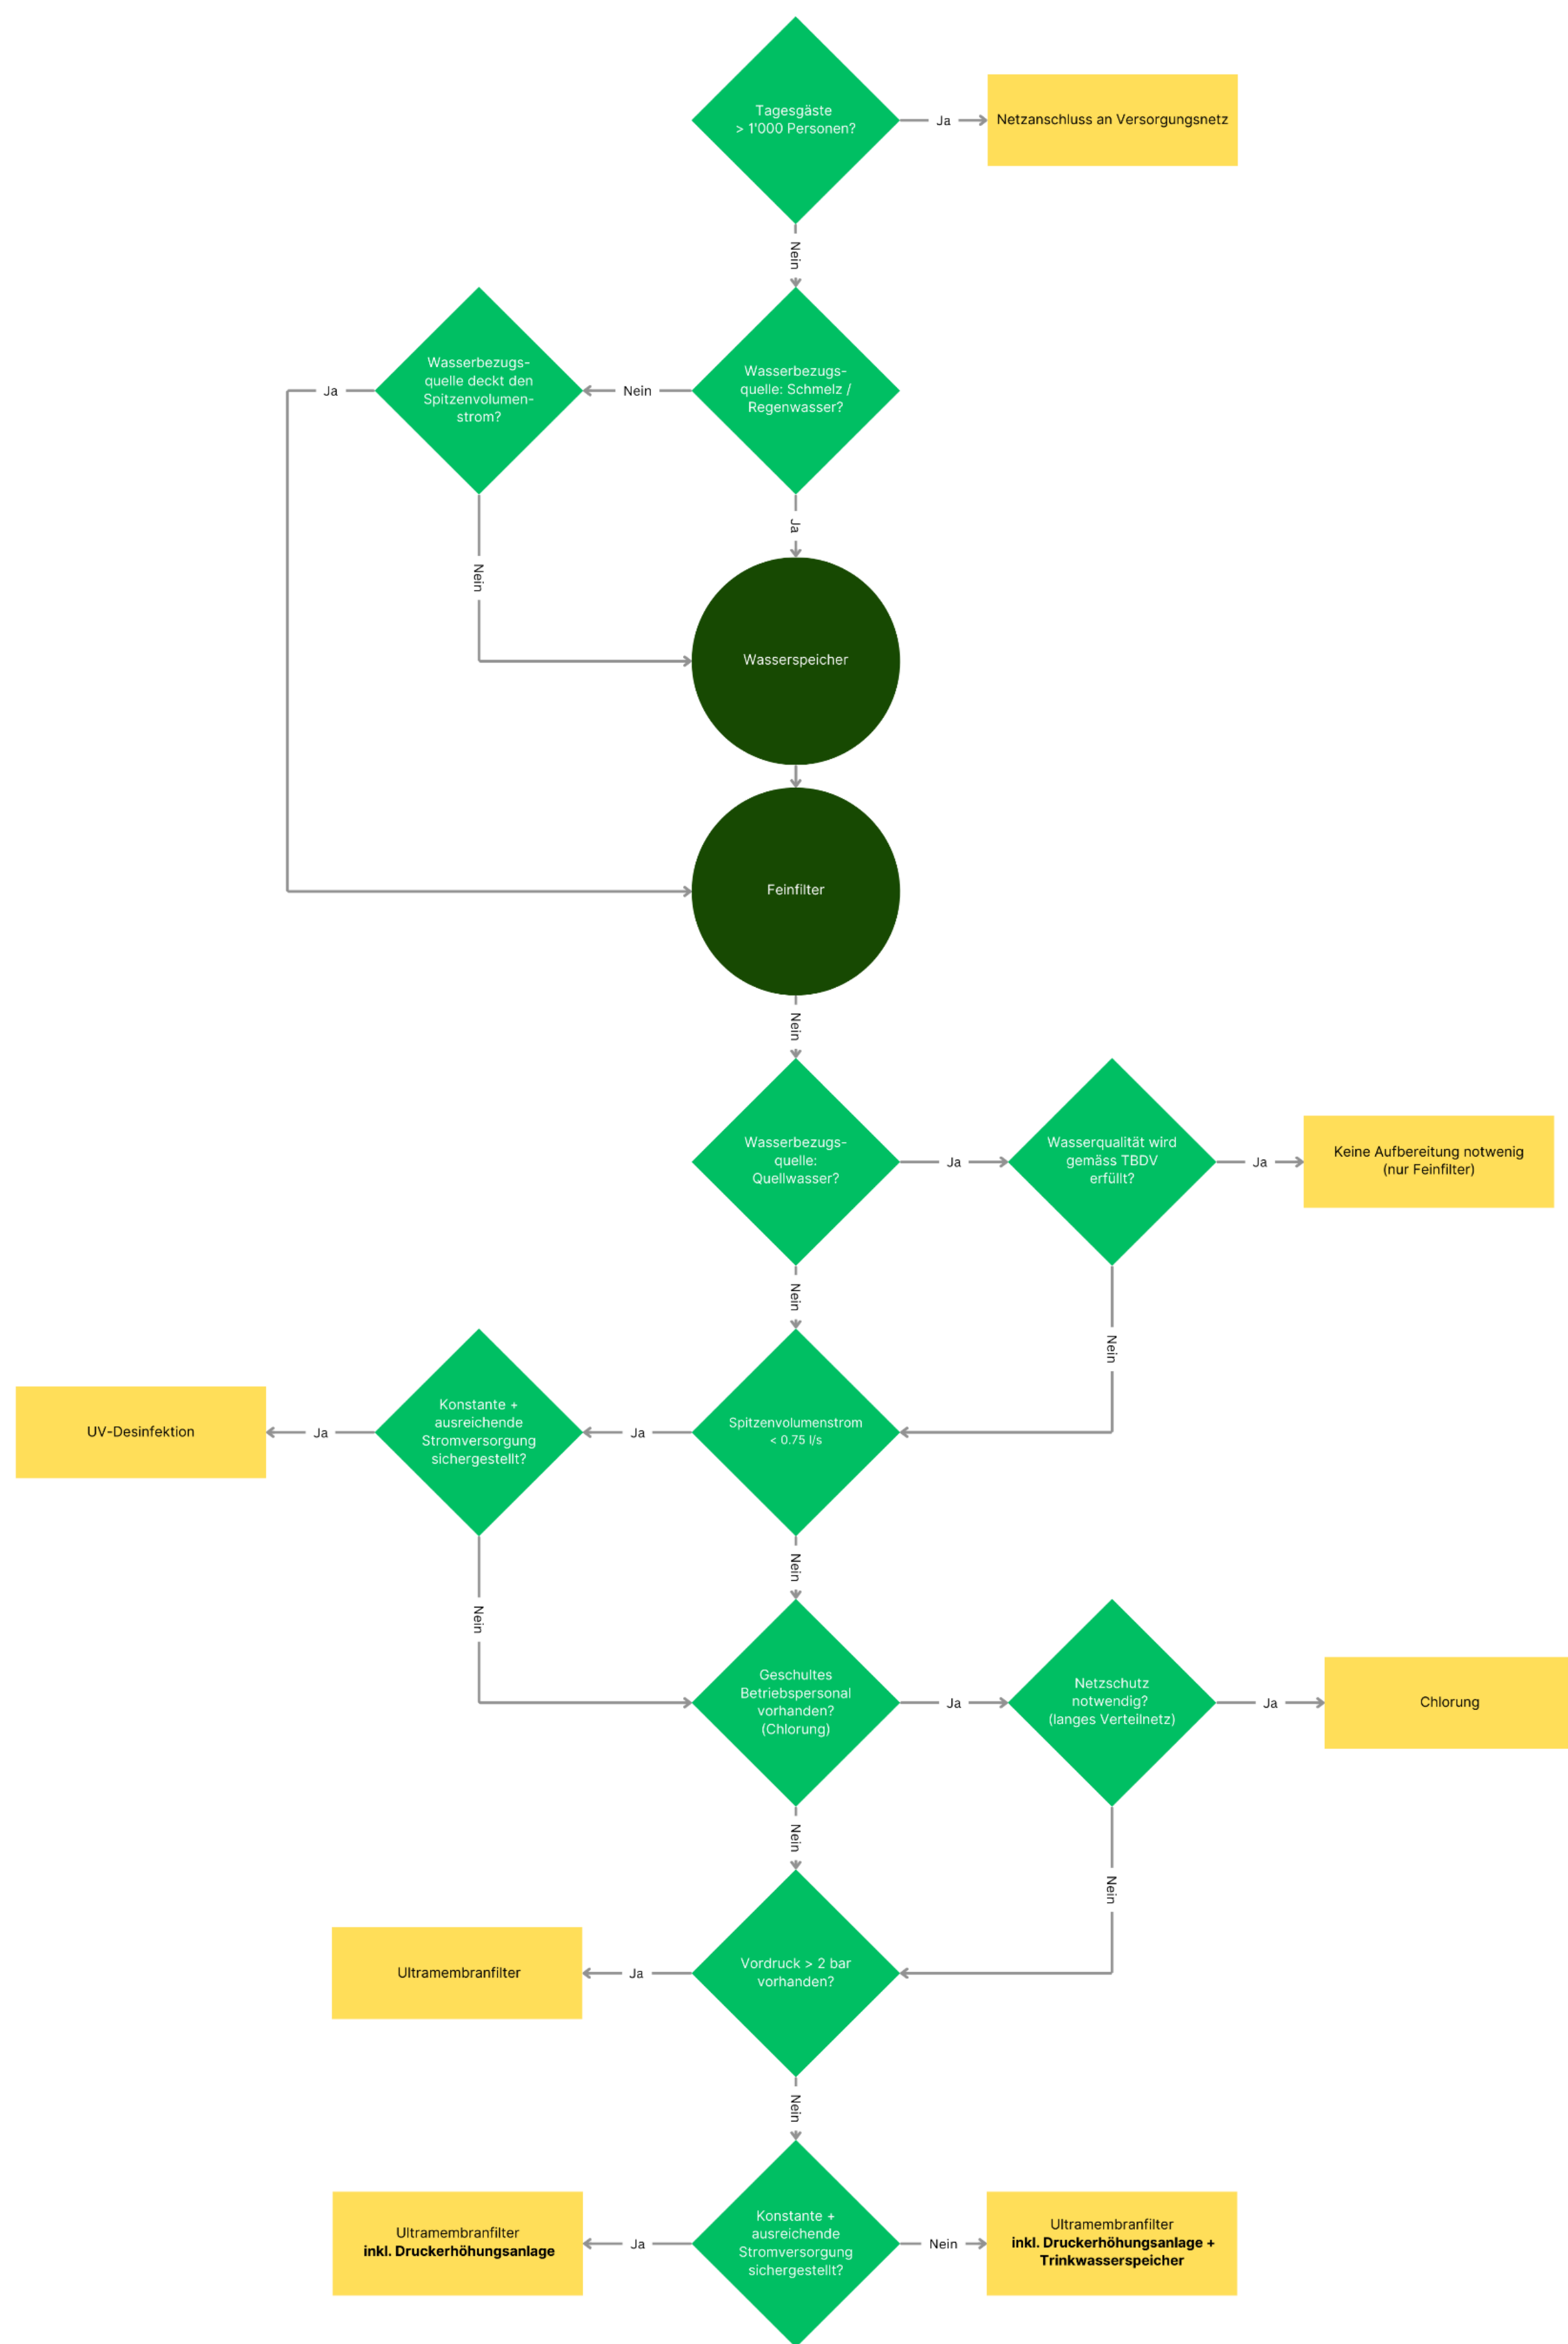 Tagesgäste
> 1'000 Personen?
Ja
Netzanschluss an Versorgungsnetz
Nein
Wasserbezugs-
quelle: Schmelz /
Regenwasser?
Nein
Wasserbezugs-
quelle deckt den
Spitzenvolumen-
strom?
Ja
Ja
Nein
Wasserspeicher
Feinfilter
Nein
Wasserbezugs-
quelle:
Quellwasser?
Ja
Wasserqualität wird
gemäss TBDV
erfüllt?
Ja
Keine Aufbereitung notwenig
(nur Feinfilter)
Nein
Nein
Spitzenvolumenstrom
< 0.75 l/s
Ja
Konstante +
ausreichende
Stromversorgung
sichergestellt?
Ja
UV-Desinfektion
Nein
Nein
Geschultes
Betriebspersonal
vorhanden?
(Chlorung)
Ja
Netzschutz
notwendig?
(langes Verteilnetz)
Ja
Chlorung
Nein
Nein
Vordruck > 2 bar
vorhanden?
Ja
Ultramembranfilter
Nein
Konstante +
ausreichende
Stromversorgung
sichergestellt?
Ja
Ultramembranfilter
inkl. Druckerhöhungsanlage
Nein
Ultramembranfilter
inkl. Druckerhöhungsanlage +
Trinkwasserspeicher